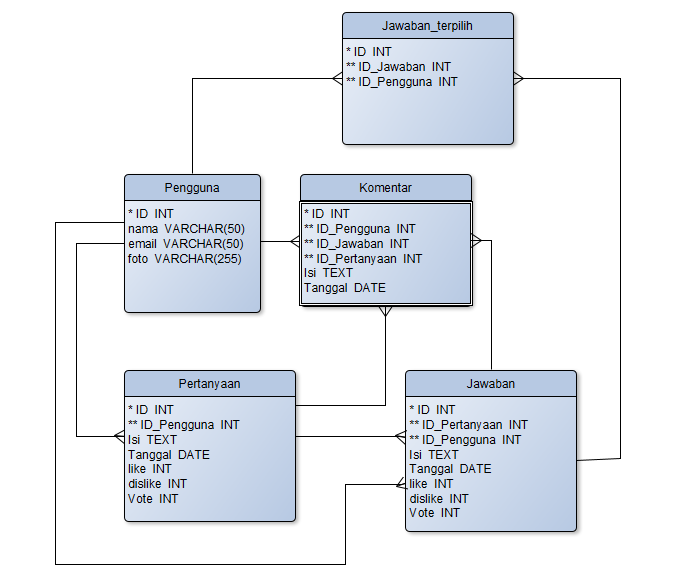 Jawaban_terpilih
* ID INT
** ID_Jawaban INT
** ID_Pengguna INT
Pengguna
* ID INT
nama VARCHAR(50)
email VARCHAR(50)
foto VARCHAR(255)
Komentar
* ID INT
** ID_Pengguna INT
** ID_Jawaban INT
** ID_Pertanyaan INT
Isi TEXT
Tanggal DATE
Pertanyaan
* ID INT
** ID_Pengguna INT
Isi TEXT
Tanggal DATE
like INT
dislike INT
Vote INT
Jawaban
* ID INT
** ID_Pertanyaan INT
** ID_Pengguna INT
Isi TEXT
Tanggal DATE
like INT
dislike INT
Vote INT